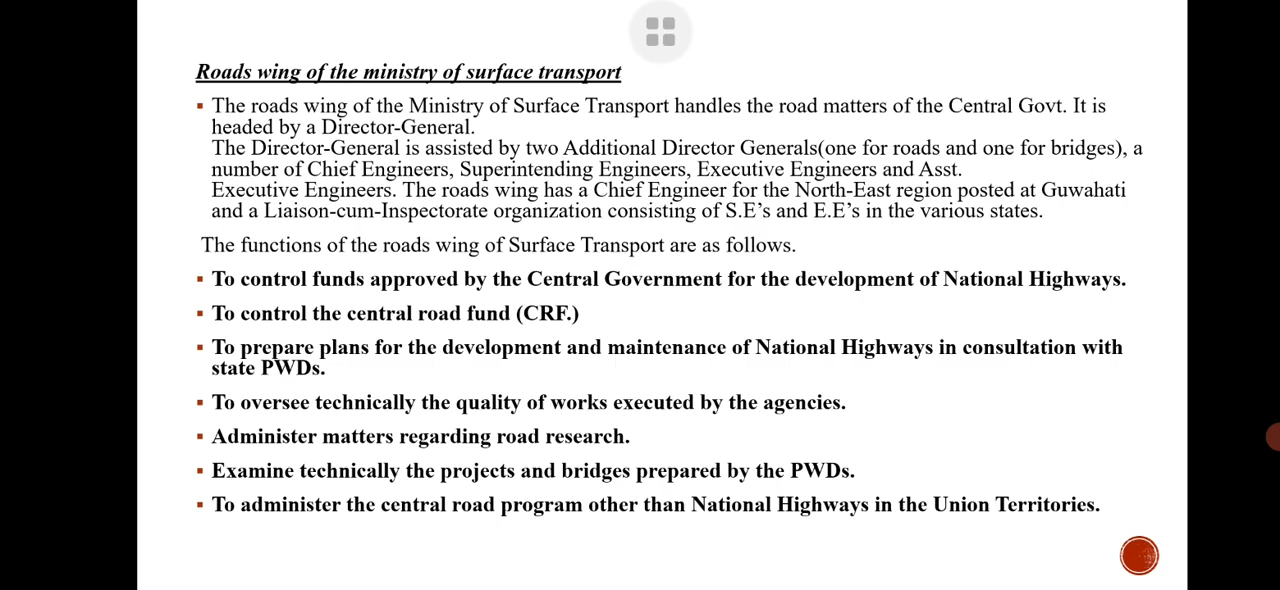 Roads wing of the ministry of surface transport
▪ The roads wing of the Ministry of Surface Transport handles the road matters of the Central Govt. It is
headed by a Director-General.
The Director-General is assisted by two Additional Director Generals(one for roads and one for bridges), a
number of Chief Engineers, Superintending Engineers, Executive Engineers and Asst.
Executive Engineers. The roads wing has a Chief Engineer for the North-East region posted at Guwahati
and a Liaison-cum-Inspectorate organization consisting of S.E’s and E.E’s in the various states.
The functions of the roads wing of Surface Transport are as follows.
▪ To control funds approved by the Central Government for the development of National Highways.
▪ To control the central road fund (CRF.)
▪ To prepare plans for the development and maintenance of National Highways in consultation with
state PWDs.
▪ To oversee technically the quality of works executed by the agencies.
▪ Administer matters regarding road research.
▪ Examine technically the projects and bridges prepared by the PWDs.
▪ To administer the central road program other than National Highways in the Union Territories.